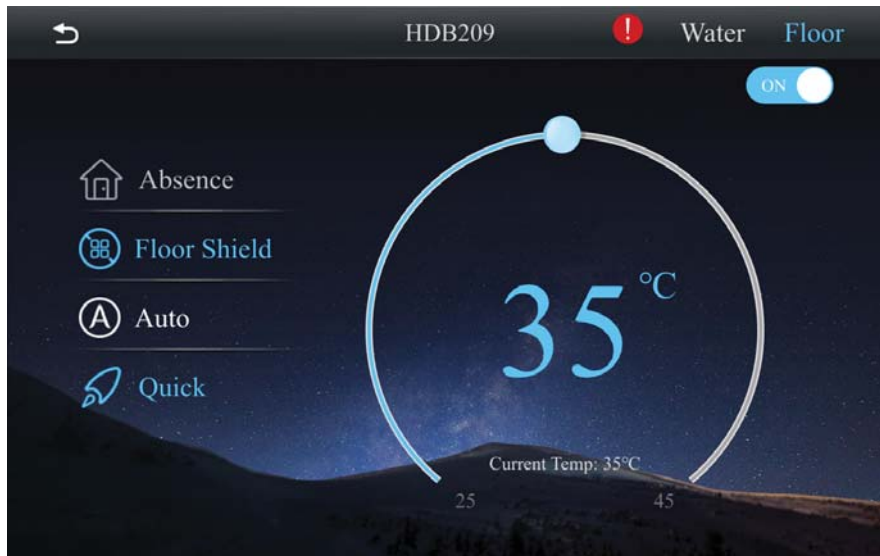 HDB209 ! Water Floor
ON
Absence
Floor Shield
A Auto
Quick
35 °C
Current Temp: 35°C
25 45